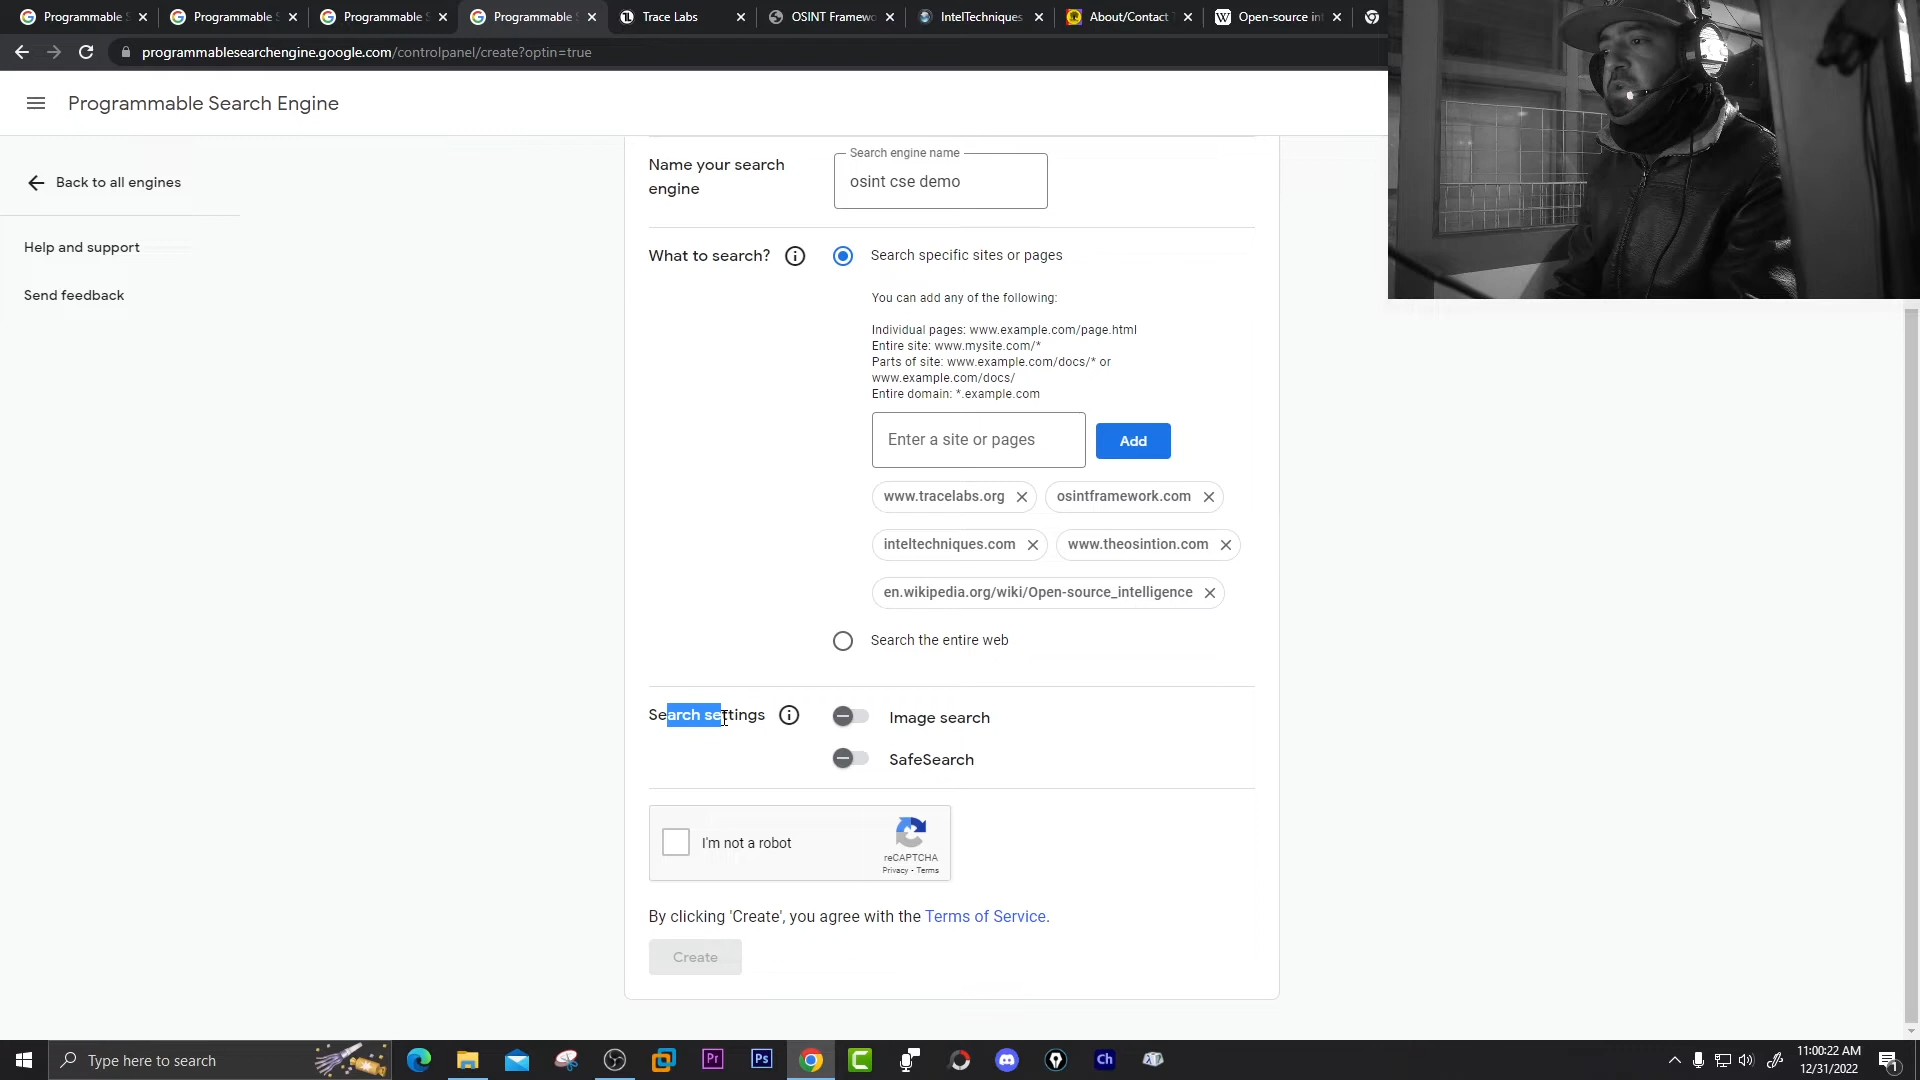 Programmable S
Programmable S
Programmable S
Programmable S
Trace Labs
OSINT Framewo
IntelTechniques
About/Contact
Open-source int
programmablesearchengine.google.com/controlpanel/create?optin=true
Programmable Search Engine
Back to all engines
Help and support
Send feedback
Name your search
engine
Search engine name
osint cse demo
What to search?
Search specific sites or pages
You can add any of the following:
Individual pages: www.example.com/page.html
Entire site: www.mysite.com/*
Parts of site: www.example.com/docs/* or
www.example.com/docs/
Entire domain: *.example.com
Enter a site or pages
Add
www.tracelabs.org
osintframework.com
inteltechniques.com
www.theosintion.com
en.wikipedia.org/wiki/Open-source_intelligence
Search the entire web
Search settings
Image search
SafeSearch
I'm not a robot
reCAPTCHA
Privacy - Terms
By clicking 'Create', you agree with the Terms of Service.
Create
Type here to search
Pr
Ps
Ch
11:00:22 AM
12/31/2022
1